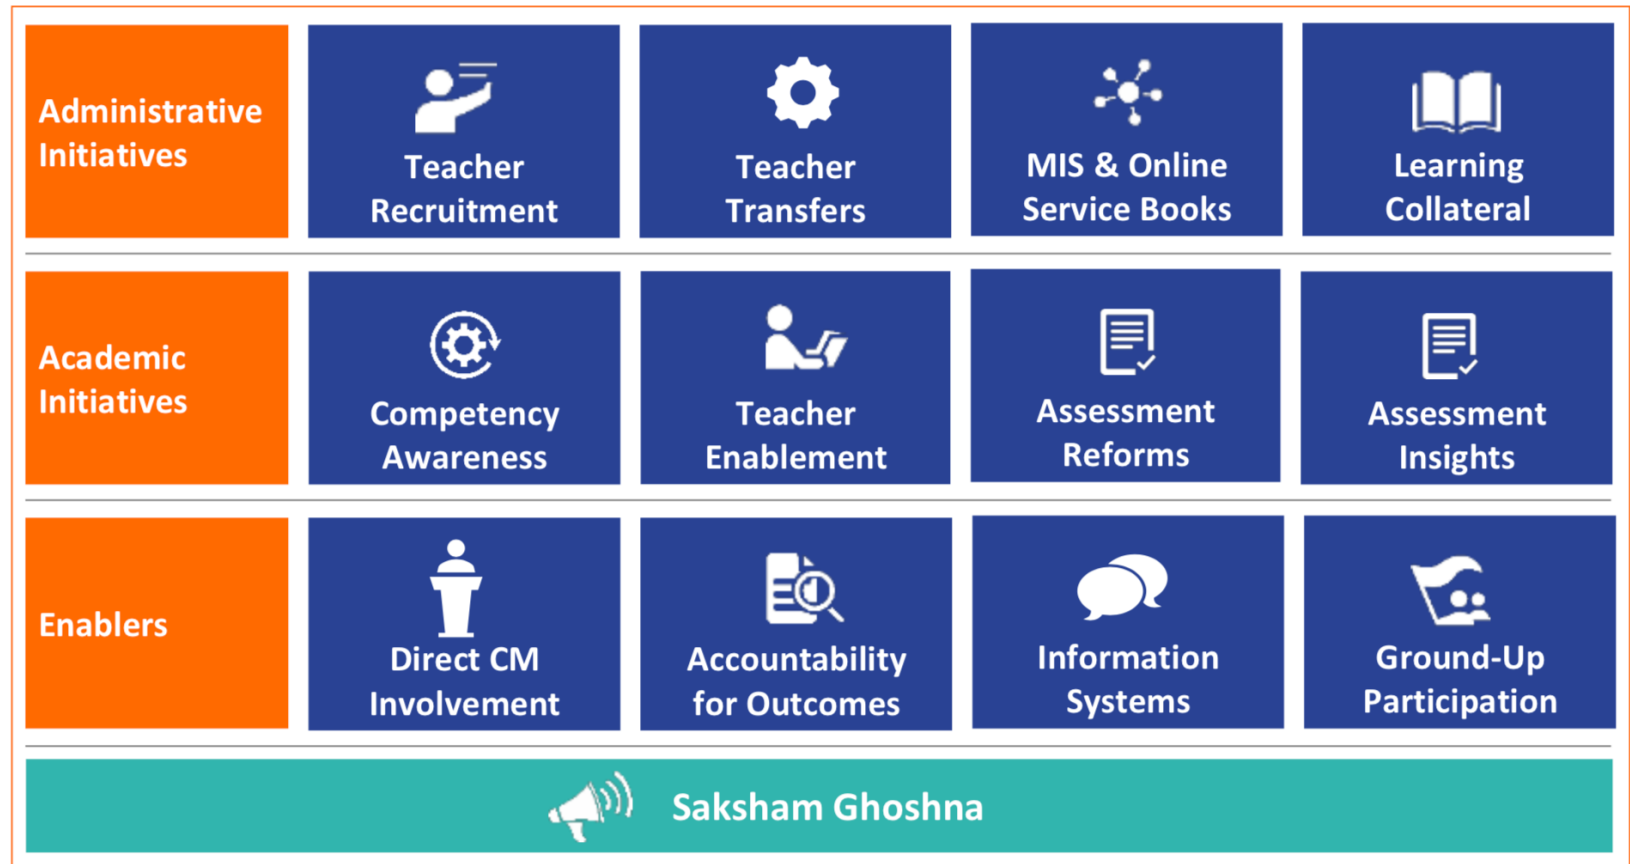 Administrative
Initiatives
Teacher
Recruitment
Teacher
Transfers
MIS & Online
Service Books
Learning
Collateral
Academic
Initiatives
Competency
Awareness
Teacher
Enablement
Assessment
Reforms
Assessment
Insights
Enablers
Direct CM
Involvement
Accountability
for Outcomes
Information
Systems
Ground-Up
Participation
Saksham Ghoshna